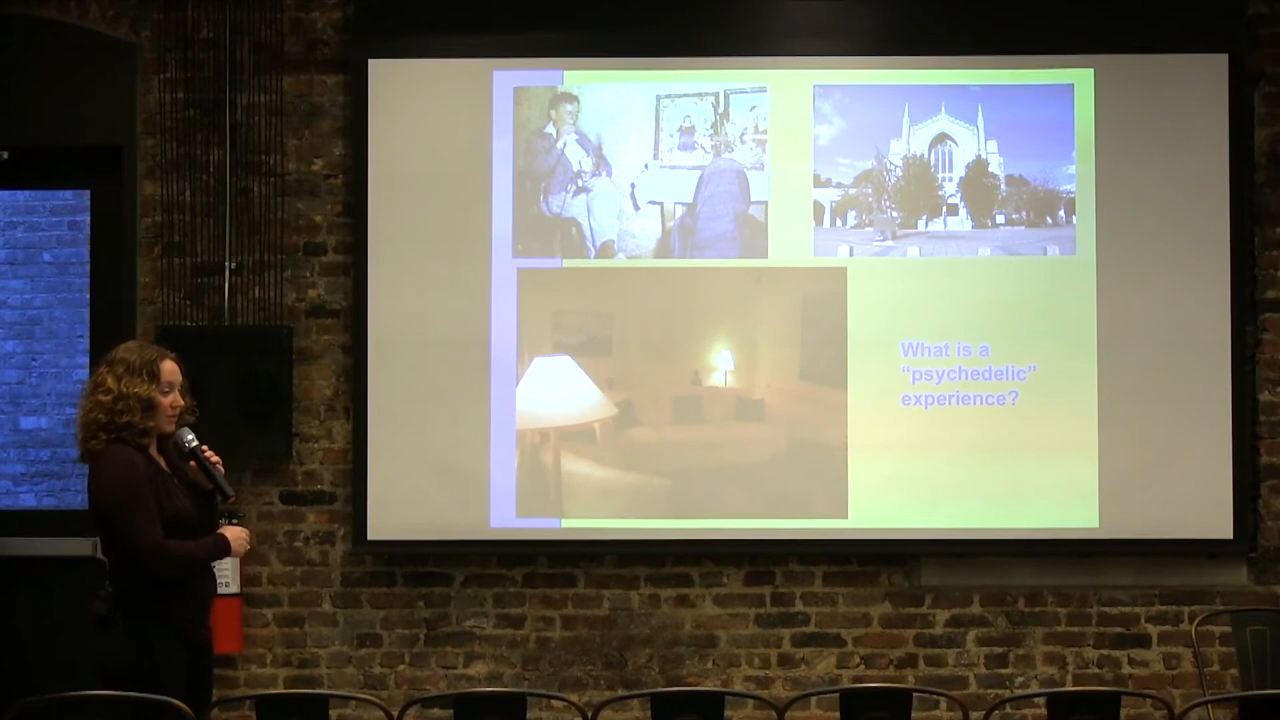 What is a
“psychedelic”
experience?